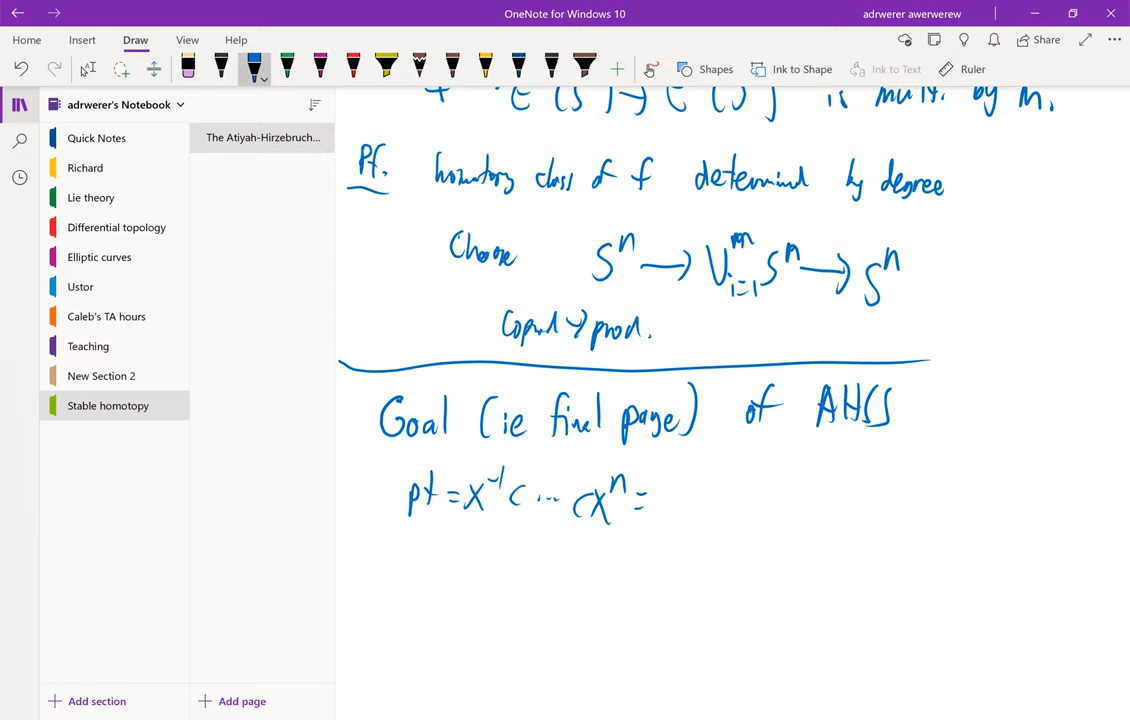 OneNote for Windows 10
adrwerer awerwerew
Home Insert Draw View Help
Share
Shapes Ink to Shape Ink to Text Ruler
adrwerer's Notebook
Quick Notes
Richard
Lie theory
Differential topology
Elliptic curves
Ustor
Caleb's TA hours
Teaching
New Section 2
Stable homotopy
Add section
The Atiyah-Hirzebruch...
Add page
is mult. by m.
Pf. homotopy class of f determined by degree
Choose S^n → V_{i=1}^m S^n → S^n
Coprod → prod.
Goal (ie final page) of AHSS
pt = X^{-1} ⊂ ... ⊂ X^n =